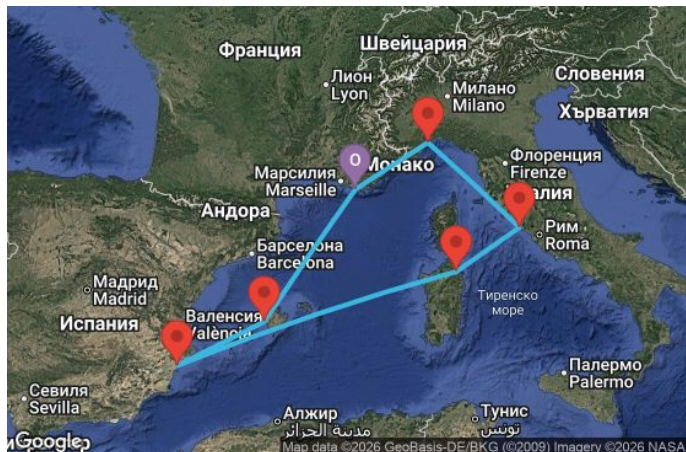 Франция
Швейцария
Лион
Lyon
Милано
Milano
Словения
Хърватия
O
Марсилия
Marseille
Монако
Флоренция
Firenze
Андора
Рим
Roma
Барселона
Barcelona
Мадрид
Madrid
Испания
Валенсия
València
Тиренско
море
Палермо
Palermo
Севиля
Sevilla
Алжир
مدينة الجزائر
Тунис
تونس
Google
Map data ©2026 GeoBasis-DE/BKG (©2009) Imagery ©2026 NASA